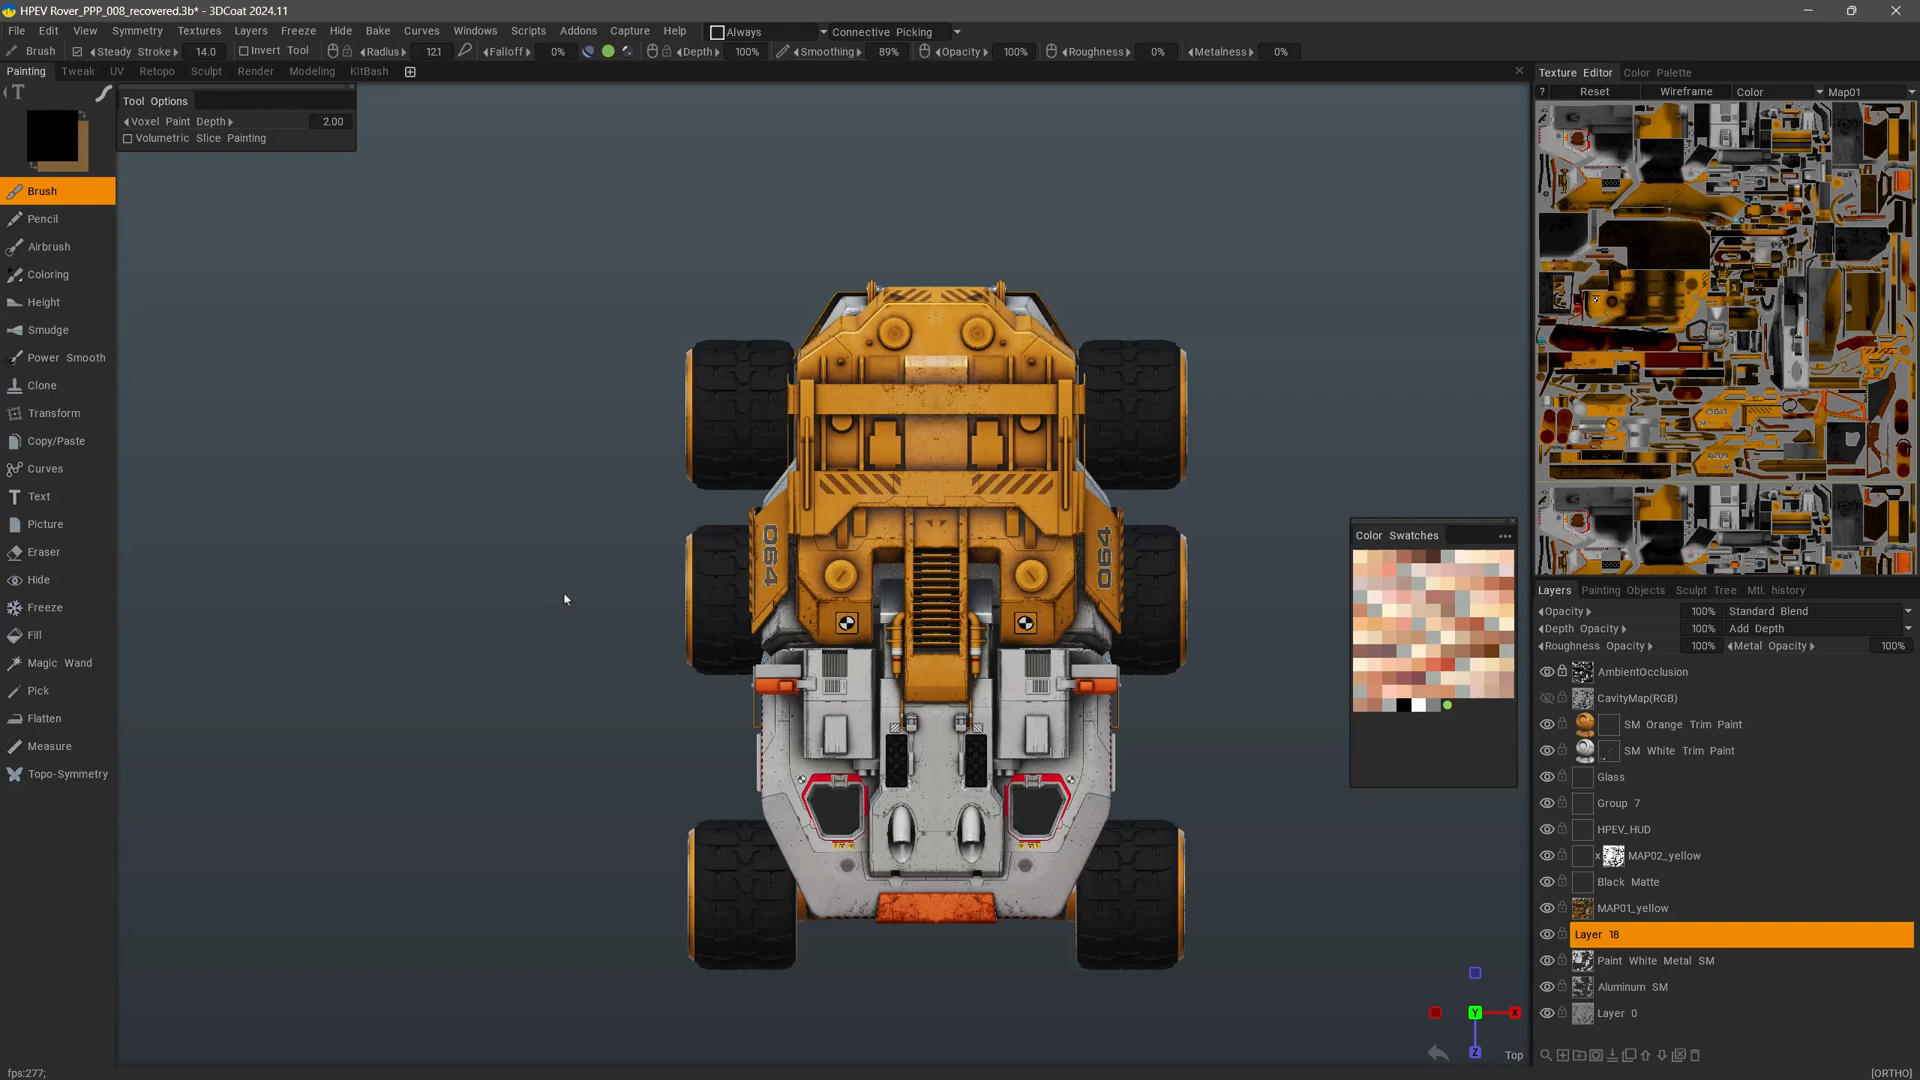 HPEV Rover_PPP_008_recovered.3b* - 3DCoat 2024.11
File Edit View Symmetry Textures Layers Freeze Hide Bake Curves Windows Scripts Addons Capture Help Always Connective Picking
Brush Steady Stroke 14.0 Invert Tool Radius 121 Falloff 0% Depth 100% Smoothing 89% Opacity 100% Roughness 0% Metalness 0%
Painting Tweak UV Retopo Sculpt Render Modeling KitBash
Texture Editor Color Palette
? Reset Wireframe Color Map01
Tool Options
Voxel Paint Depth 2.00
Volumetric Slice Painting
T
Brush
Pencil
Airbrush
Coloring
Height
Smudge
Power Smooth
Clone
Transform
Copy/Paste
Curves
Text
Picture
Eraser
Hide
Freeze
Fill
Magic Wand
Pick
Flatten
Measure
Topo-Symmetry
064
064
Color Swatches
Layers Painting Objects Sculpt Tree Mtl. history
Opacity 100% Standard Blend
Depth Opacity 100% Add Depth
Roughness Opacity 100% Metal Opacity 100%
AmbientOcclusion
CavityMap(RGB)
SM Orange Trim Paint
SM White Trim Paint
Glass
Group 7
HPEV_HUD
x MAP02_yellow
Black Matte
MAP01_yellow
Layer 18
Paint White Metal SM
Aluminum SM
Layer 0
Y X
Z Top
fps:277;
[ORTHO]